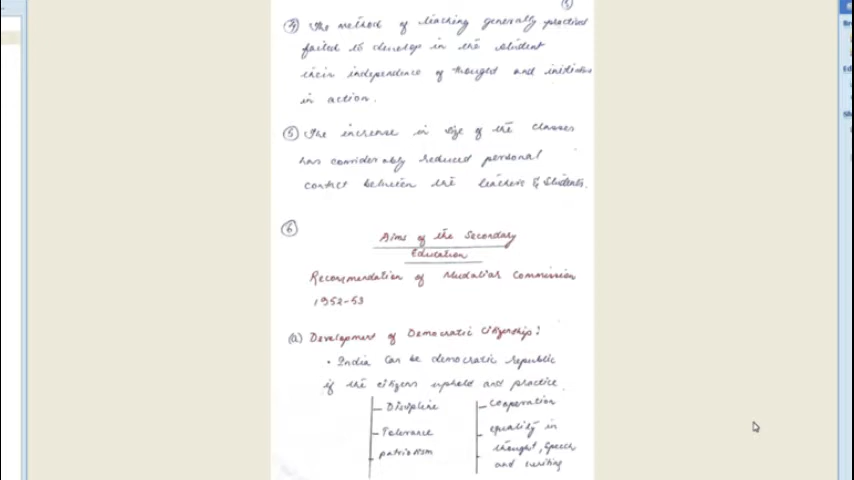 ④ The method of teaching generally practised
failed to develop in the student
their independence of thought and initiative
in action.
⑤ The increase in size of the classes
has considerably reduced personal
contact between the teachers & students.
⑥
Aims of the Secondary
Education
Recommendation of Mudaliar Commission
1952-53
(a) Development of Democratic Citizenship:
• India can be democratic republic
if the citizens uphold and practice
Discipline
Tolerance
patriotism
Cooperation
equality in
thought, speech
and writing